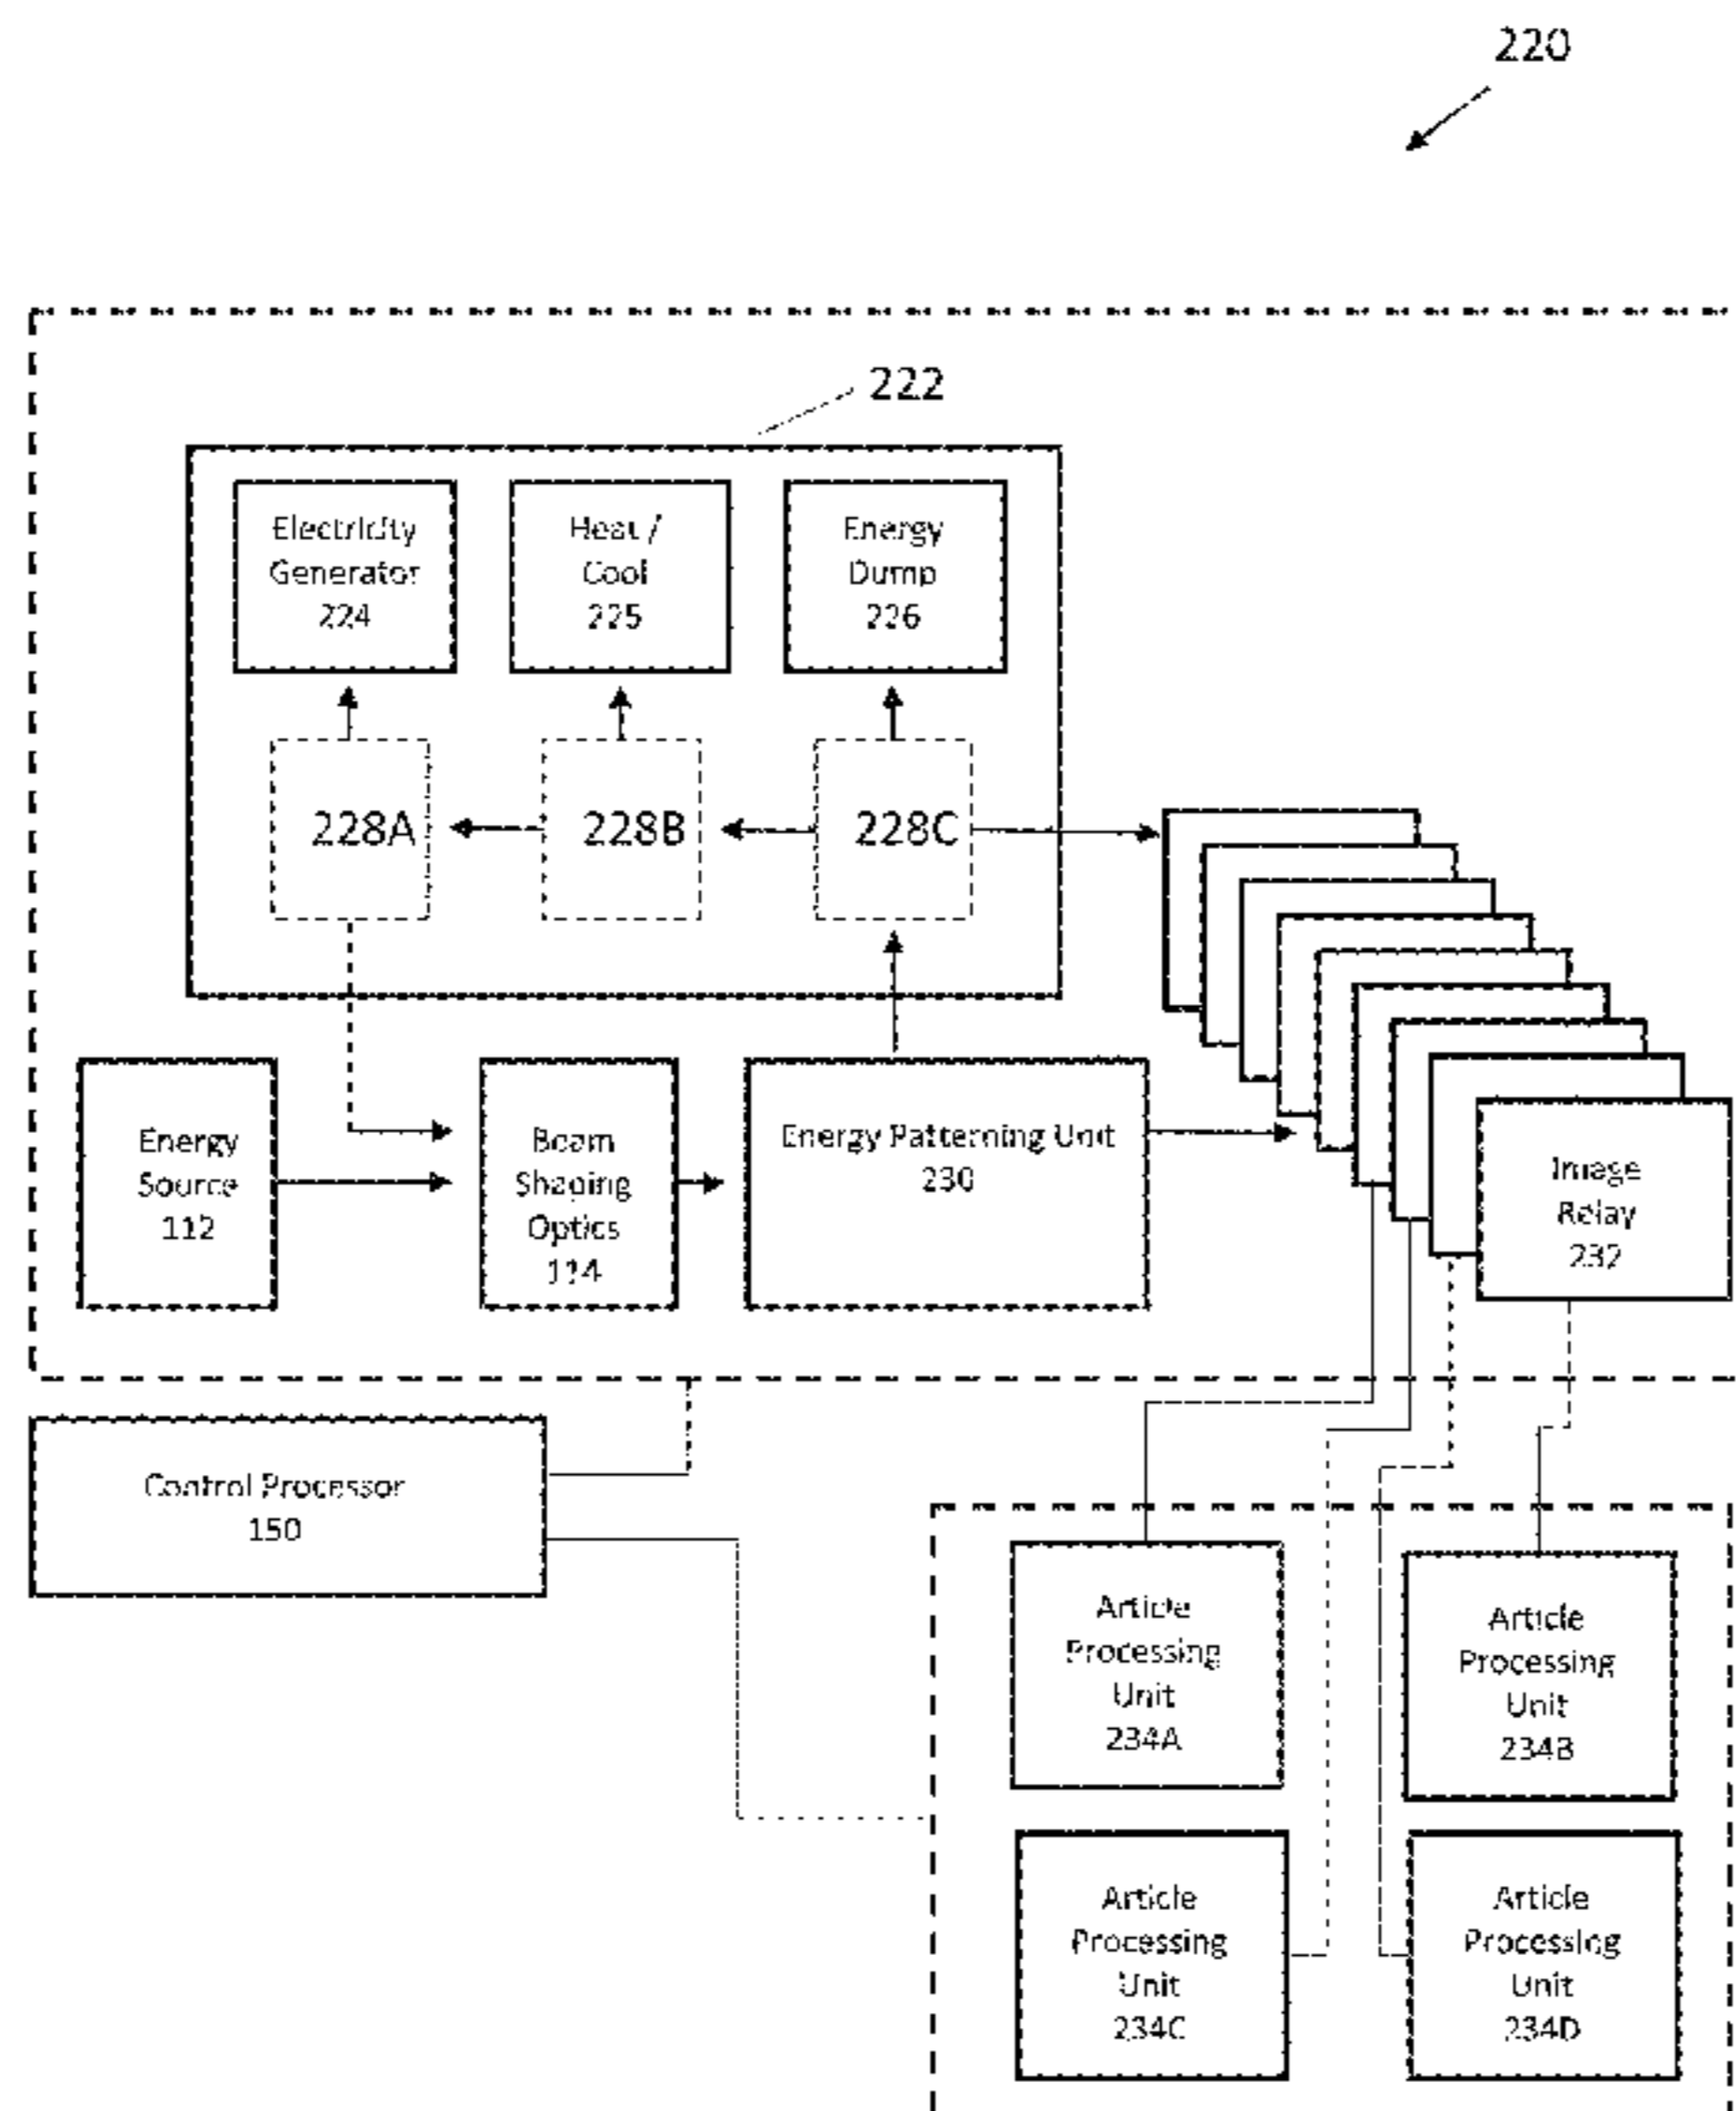 220
222
Electricity
Generator
224
Heat /
Cool
225
Energy
Dump
226
228A
228B
228C
Energy
Source
112
Beam
Shaping
Optics
114
Energy Patterning Unit
230
Image
Relay
232
Control Processor
150
Article
Processing
Unit
234A
Article
Processing
Unit
234B
Article
Processing
Unit
234C
Article
Processing
Unit
234D